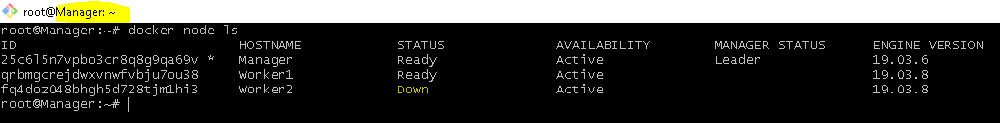 root@Manager: ~
root@Manager:~# docker node ls
ID HOSTNAME STATUS AVAILABILITY MANAGER STATUS ENGINE VERSION
25c6l5n7vpbo3cr8q8g9qa69v * Manager Ready Active Leader 19.03.6
qrbmgcrejdwxvnwfvbju7ou38 Worker1 Ready Active 19.03.8
fq4doz048bhgh5d728tjm1hi3 Worker2 Down Active 19.03.8
root@Manager:~#